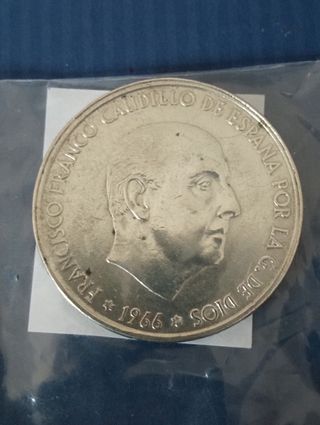 FRANCISCO FRANCO CAUDILLO DE ESPAÑA POR LA G. DE DIOS
* 1966 *